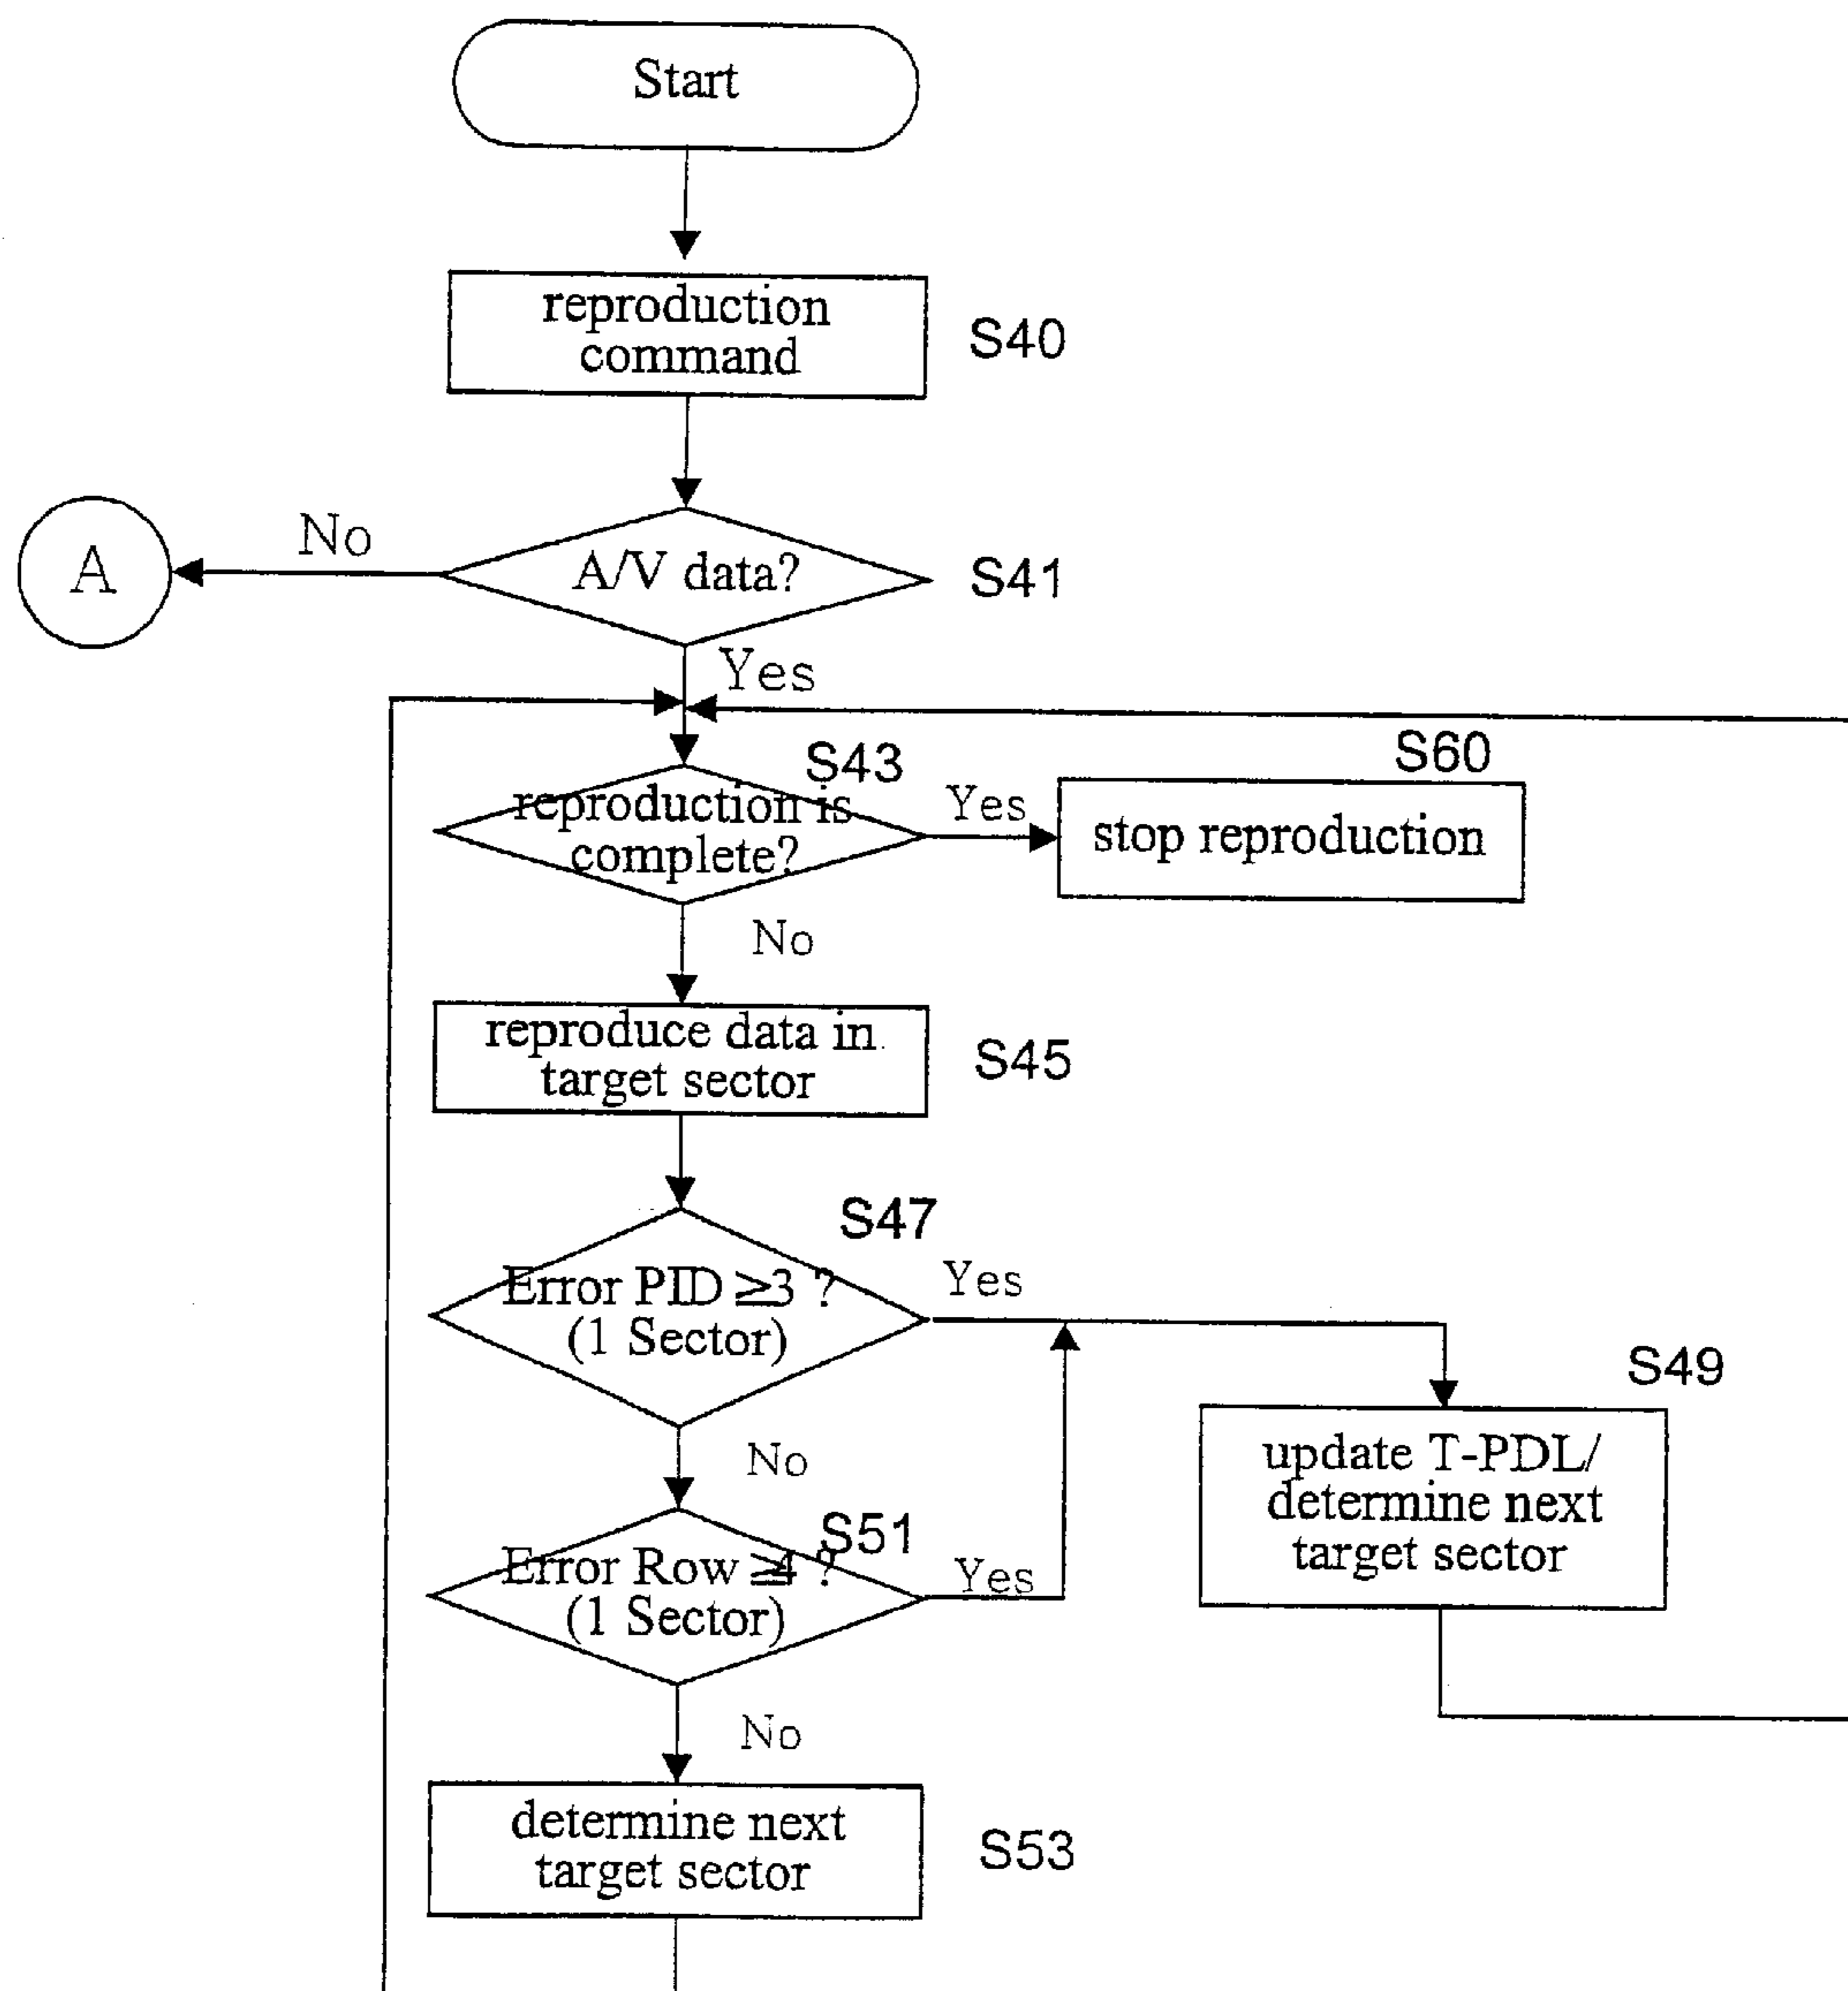 Start
reproduction
command
S40
No
A
A/V data?
S41
Yes
S43
S60
reproduction is
complete?
Yes
stop reproduction
No
reproduce data in
target sector
S45
S47
Error PID ≥3 ?
(1 Sector)
Yes
S49
No
update T-PDL/
determine next
target sector
S51
Error Row ≥4 ?
(1 Sector)
Yes
No
determine next
target sector
S53